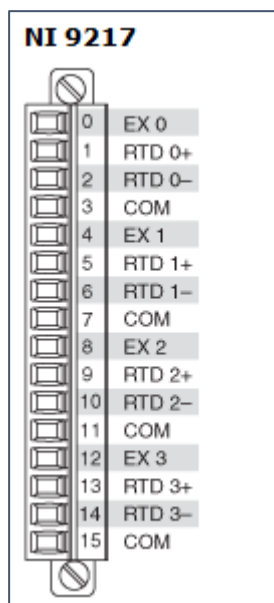 NI 9217
0 EX 0
1 RTD 0+
2 RTD 0–
3 COM
4 EX 1
5 RTD 1+
6 RTD 1–
7 COM
8 EX 2
9 RTD 2+
10 RTD 2–
11 COM
12 EX 3
13 RTD 3+
14 RTD 3–
15 COM